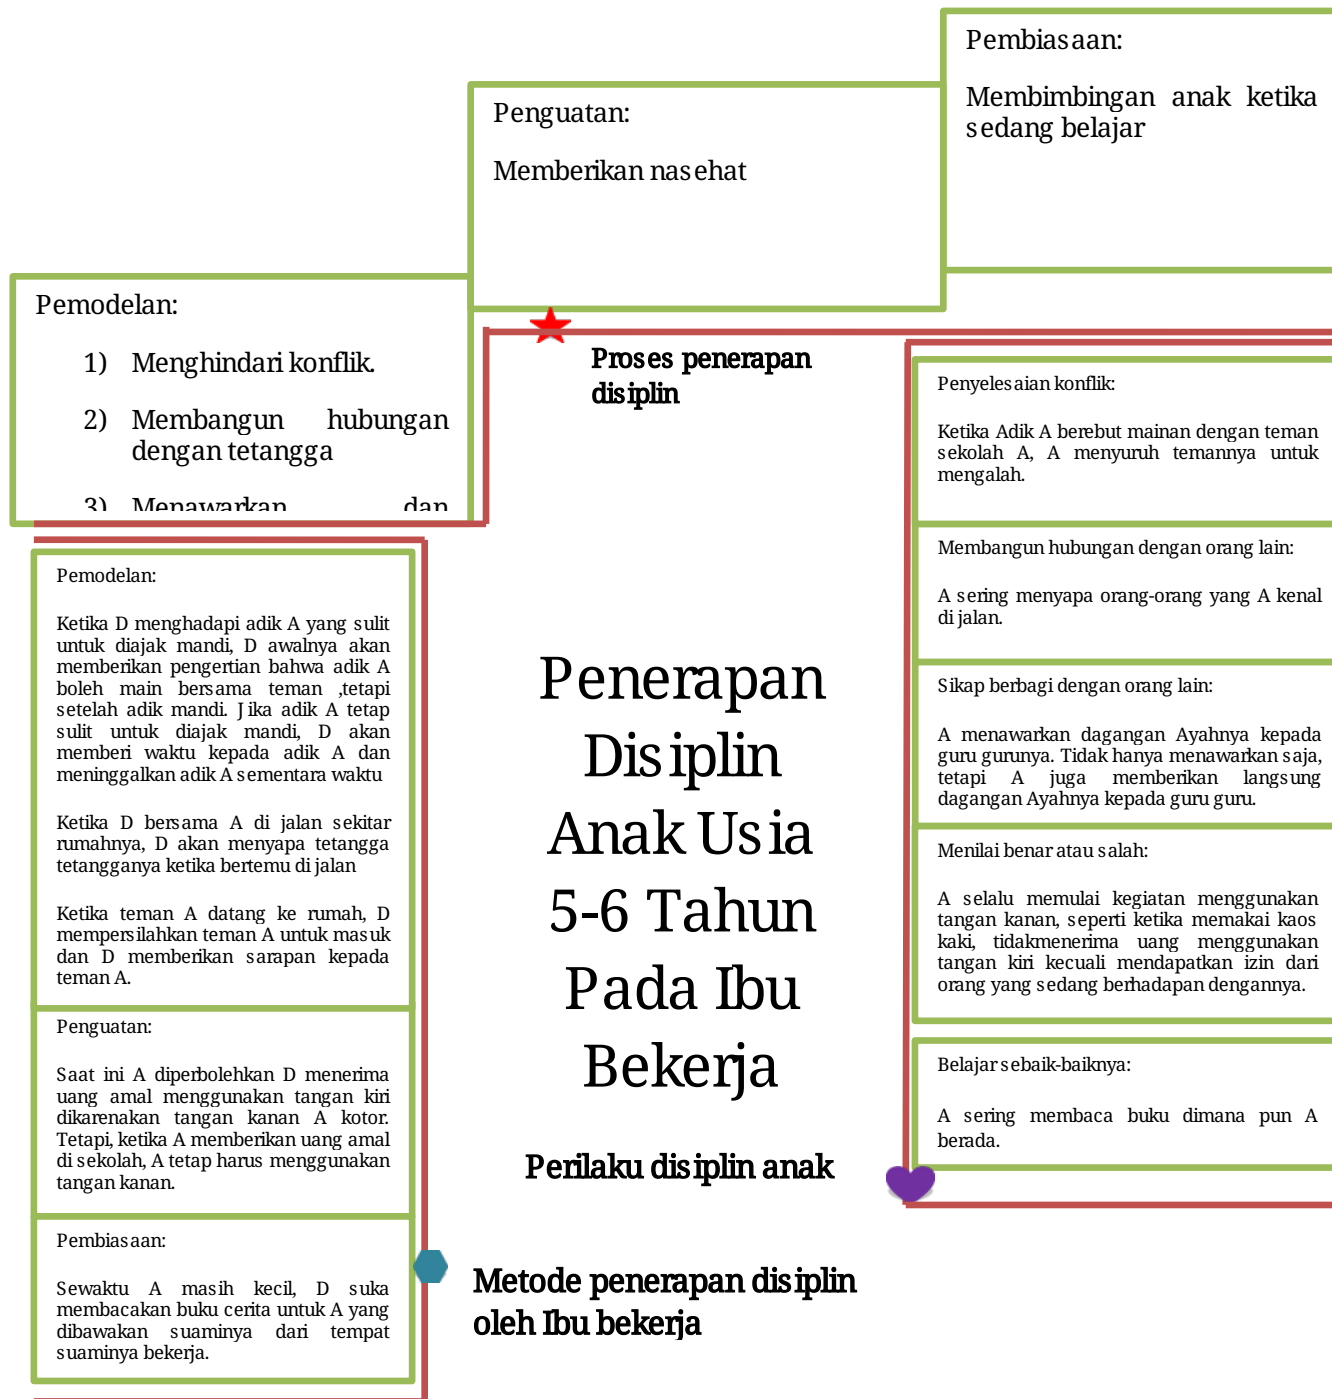 Pembiasaan:
Membimbingan anak ketika
sedang belajar
Penguatan:
Memberikan nasehat
Pemodelan:
1) Menghindari konflik.
2) Membangun hubungan
dengan tetangga
3) Menawarkan dan
Proses penerapan
disiplin
Penyelesaian konflik:
Ketika Adik A berebut mainan dengan teman
sekolah A, A menyuruh temannya untuk
mengalah.
Membangun hubungan dengan orang lain:
A sering menyapa orang-orang yang A kenal
di jalan.
Sikap berbagi dengan orang lain:
A menawarkan dagangan Ayahnya kepada
guru gurunya. Tidak hanya menawarkan saja,
tetapi A juga memberikan langsung
dagangan Ayahnya kepada guru guru.
Menilai benar atau salah:
A selalu memulai kegiatan menggunakan
tangan kanan, seperti ketika memakai kaos
kaki, tidakmenerima uang menggunakan
tangan kiri kecuali mendapatkan izin dari
orang yang sedang berhadapan dengannya.
Belajar sebaik-baiknya:
A sering membaca buku dimana pun A
berada.
Pemodelan:
Ketika D menghadapi adik A yang sulit
untuk diajak mandi, D awalnya akan
memberikan pengertian bahwa adik A
boleh main bersama teman ,tetapi
setelah adik mandi. Jika adik A tetap
sulit untuk diajak mandi, D akan
memberi waktu kepada adik A dan
meninggalkan adik A sementara waktu
Ketika D bersama A di jalan sekitar
rumahnya, D akan menyapa tetangga
tetangganya ketika bertemu di jalan
Ketika teman A datang ke rumah, D
mempersilahkan teman A untuk masuk
dan D memberikan sarapan kepada
teman A.
Penguatan:
Saat ini A diperbolehkan D menerima
uang amal menggunakan tangan kiri
dikarenakan tangan kanan A kotor.
Tetapi, ketika A memberikan uang amal
di sekolah, A tetap harus menggunakan
tangan kanan.
Pembiasaan:
Sewaktu A masih kecil, D suka
membacakan buku cerita untuk A yang
dibawakan suaminya dari tempat
suaminya bekerja.
Penerapan
Disiplin
Anak Usia
5-6 Tahun
Pada Ibu
Bekerja
Perilaku disiplin anak
Metode penerapan disiplin
oleh Ibu bekerja